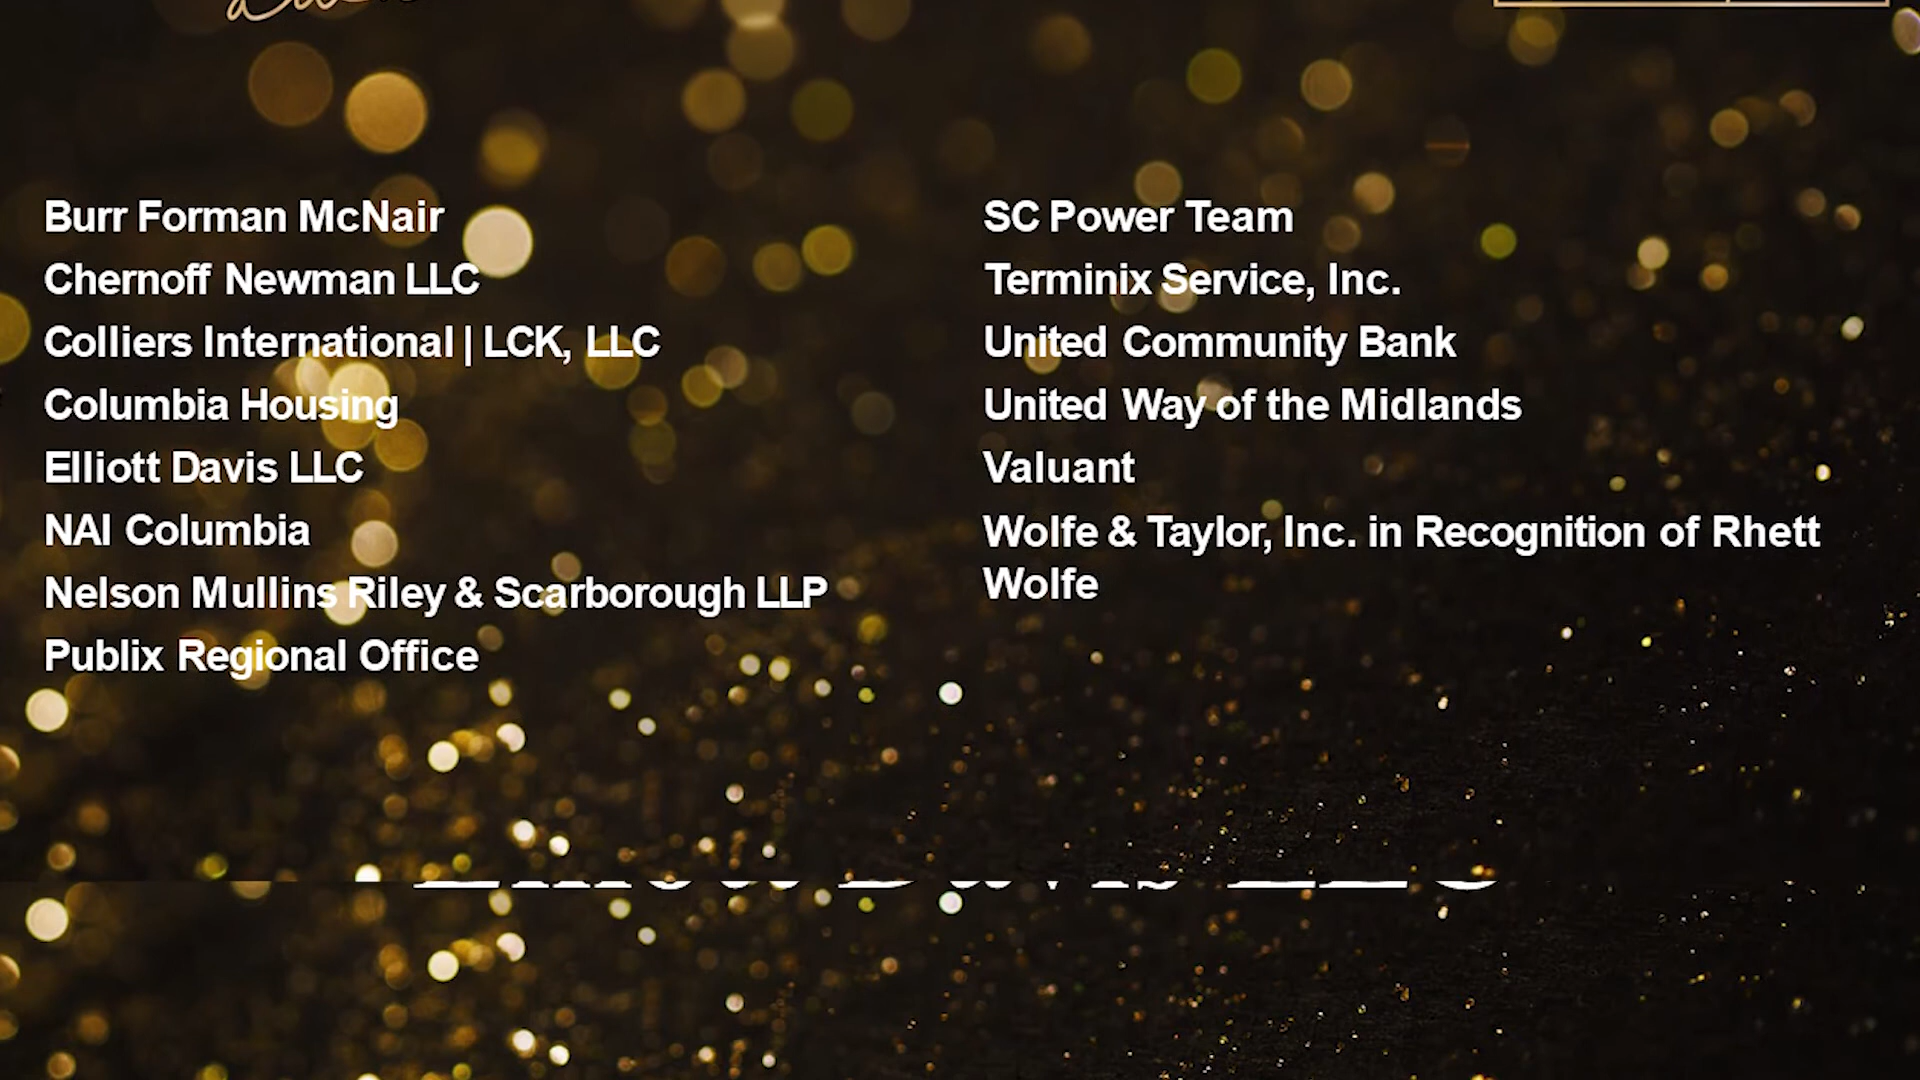 Burr Forman McNair
Chernoff Newman LLC
Colliers International | LCK, LLC
Columbia Housing
Elliott Davis LLC
NAI Columbia
Nelson Mullins Riley & Scarborough LLP
Publix Regional Office
SC Power Team
Terminix Service, Inc.
United Community Bank
United Way of the Midlands
Valuant
Wolfe & Taylor, Inc. in Recognition of Rhett
Wolfe